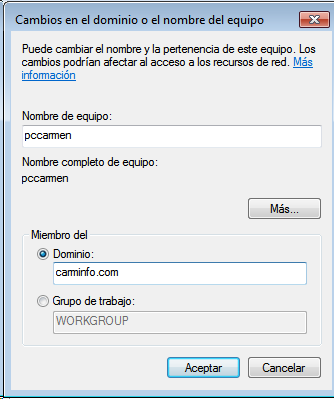 Cambios en el dominio o el nombre del equipo
Puede cambiar el nombre y la pertenencia de este equipo. Los
cambios podrían afectar al acceso a los recursos de red. Más
información
Nombre de equipo:
pccarmen
Nombre completo de equipo:
pccarmen
Más...
Miembro del
Dominio:
carminfo.com
Grupo de trabajo:
WORKGROUP
Aceptar
Cancelar